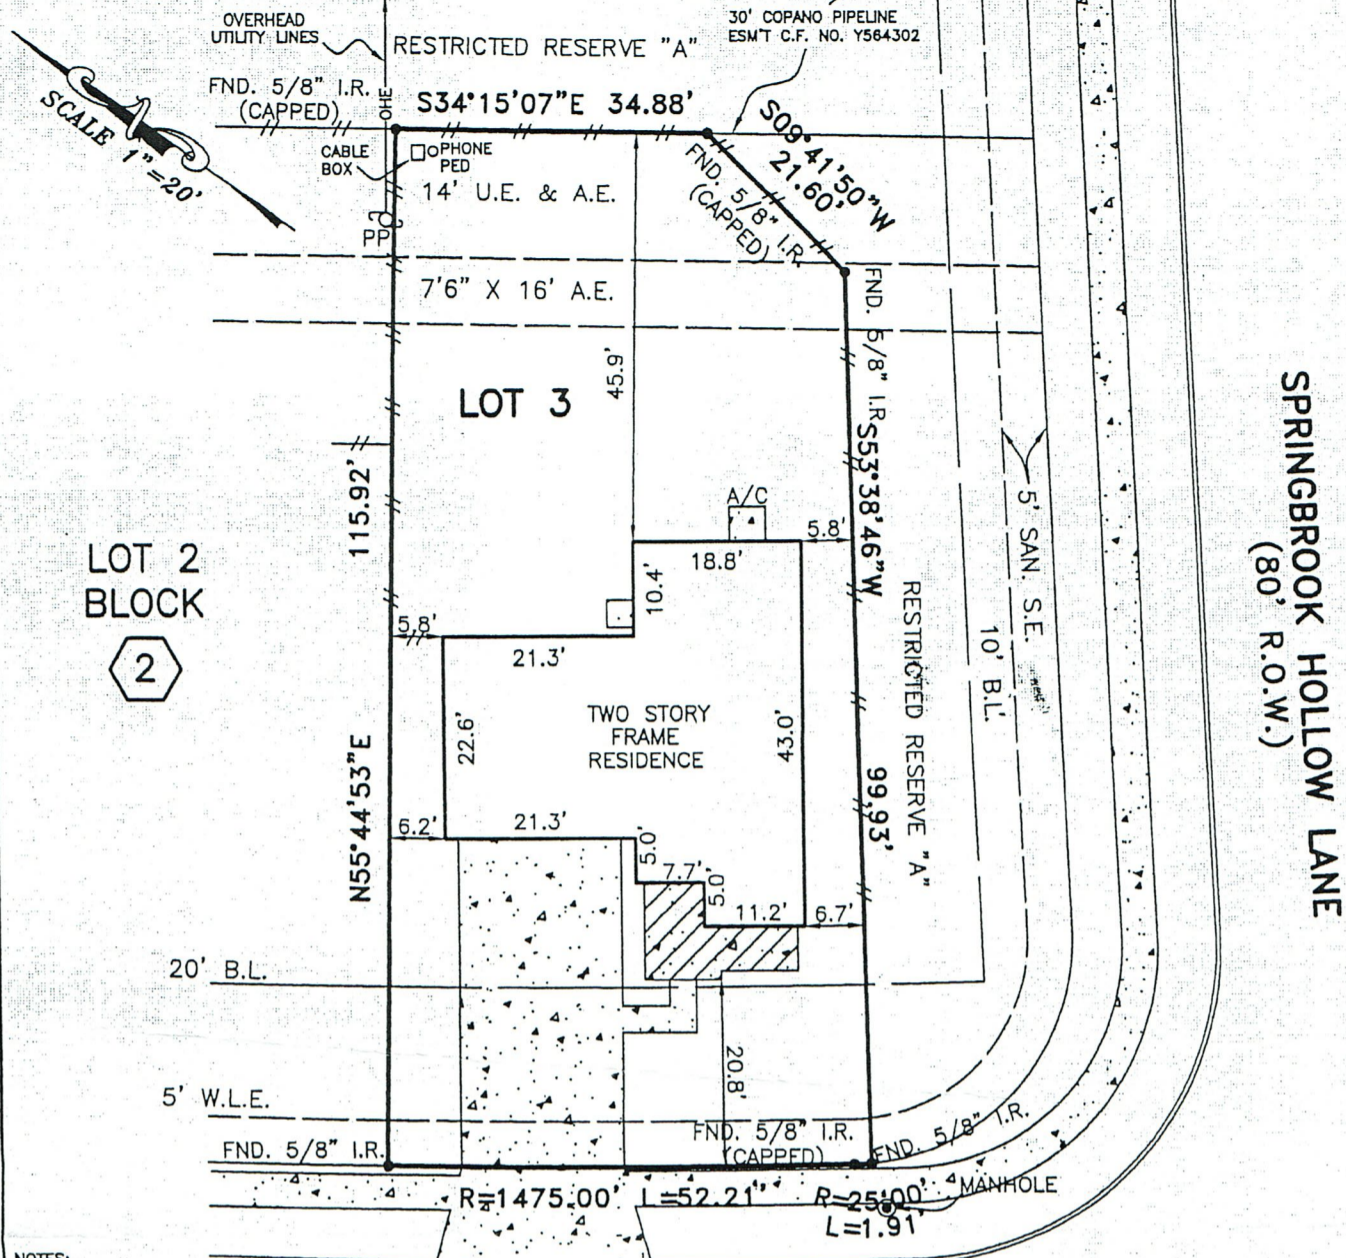 OVERHEAD
UTILITY LINES
RESTRICTED RESERVE "A"
30' COPANO PIPELINE
ESM'T C.F. NO. Y564302
FND. 5/8" I.R.
(CAPPED)
OHE
S34°15'07"E 34.88'
S09°41'50"W
21.60'
SCALE 1"=20'
CABLE
BOX
PHONE
PED
FND. 5/8" I.R.
(CAPPED)
14' U.E. & A.E.
PP
7'6" X 16' A.E.
FND. 5/8" I.R.
45.9'
LOT 3
S53°38'46"W
SPRINGBROOK HOLLOW LANE
(80' R.O.W.)
115.92'
A/C
5' SAN. S.E.
5.8'
18.8'
LOT 2
BLOCK
2
10.4'
5.8'
21.3'
RESTRICTED RESERVE "A"
10' B.L.
TWO STORY
FRAME
RESIDENCE
22.6'
43.0'
N55°44'53"E
99.93'
6.2'
21.3'
5.0'
7.7'
5.0'
11.2'
6.7'
20' B.L.
20.8'
5' W.L.E.
FND. 5/8" I.R.
FND. 5/8" I.R.
(CAPPED)
FND. 5/8" I.R.
MANHOLE
R=1475.00' L=52.21'
R=25.00'
L=1.91'
NOTES: